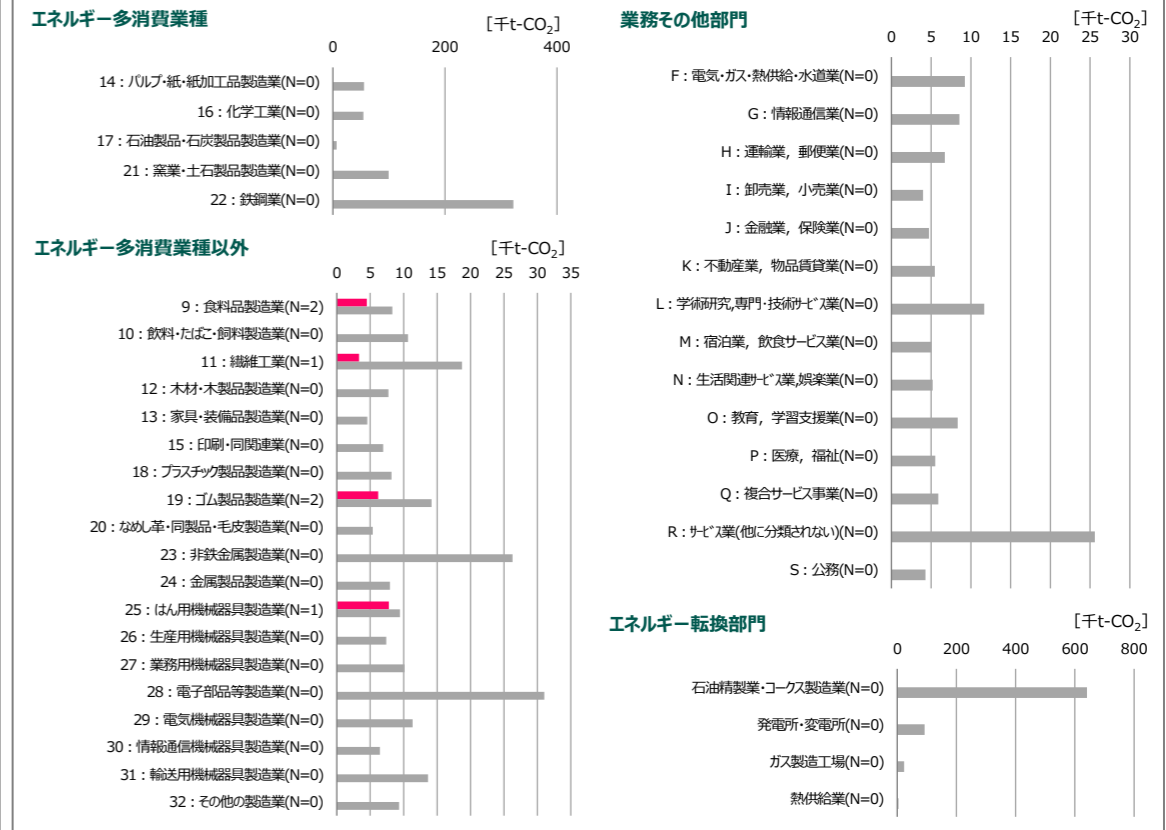 エネルギー多消費業種
[千t-CO₂]
0 200 400
14：パルプ・紙・紙加工品製造業(N=0)
16：化学工業(N=0)
17：石油製品・石炭製品製造業(N=0)
21：窯業・土石製品製造業(N=0)
22：鉄鋼業(N=0)
エネルギー多消費業種以外
[千t-CO₂]
0 5 10 15 20 25 30 35
9：食料品製造業(N=2)
10：飲料・たばこ・飼料製造業(N=0)
11：繊維工業(N=1)
12：木材・木製品製造業(N=0)
13：家具・装備品製造業(N=0)
15：印刷・同関連業(N=0)
18：プラスチック製品製造業(N=0)
19：ゴム製品製造業(N=2)
20：なめし革・同製品・毛皮製造業(N=0)
23：非鉄金属製造業(N=0)
24：金属製品製造業(N=0)
25：はん用機械器具製造業(N=1)
26：生産用機械器具製造業(N=0)
27：業務用機械器具製造業(N=0)
28：電子部品等製造業(N=0)
29：電気機械器具製造業(N=0)
30：情報通信機械器具製造業(N=0)
31：輸送用機械器具製造業(N=0)
32：その他の製造業(N=0)
業務その他部門
[千t-CO₂]
0 5 10 15 20 25 30
F：電気・ガス・熱供給・水道業(N=0)
G：情報通信業(N=0)
H：運輸業，郵便業(N=0)
I：卸売業，小売業(N=0)
J：金融業，保険業(N=0)
K：不動産業，物品賃貸業(N=0)
L：学術研究,専門・技術ｻｰﾋﾞｽ業(N=0)
M：宿泊業，飲食サービス業(N=0)
N：生活関連ｻｰﾋﾞｽ業,娯楽業(N=0)
O：教育，学習支援業(N=0)
P：医療，福祉(N=0)
Q：複合サービス事業(N=0)
R：ｻｰﾋﾞｽ業(他に分類されない)(N=0)
S：公務(N=0)
エネルギー転換部門
[千t-CO₂]
0 200 400 600 800
石油精製業・コークス製造業(N=0)
発電所・変電所(N=0)
ガス製造工場(N=0)
熱供給業(N=0)